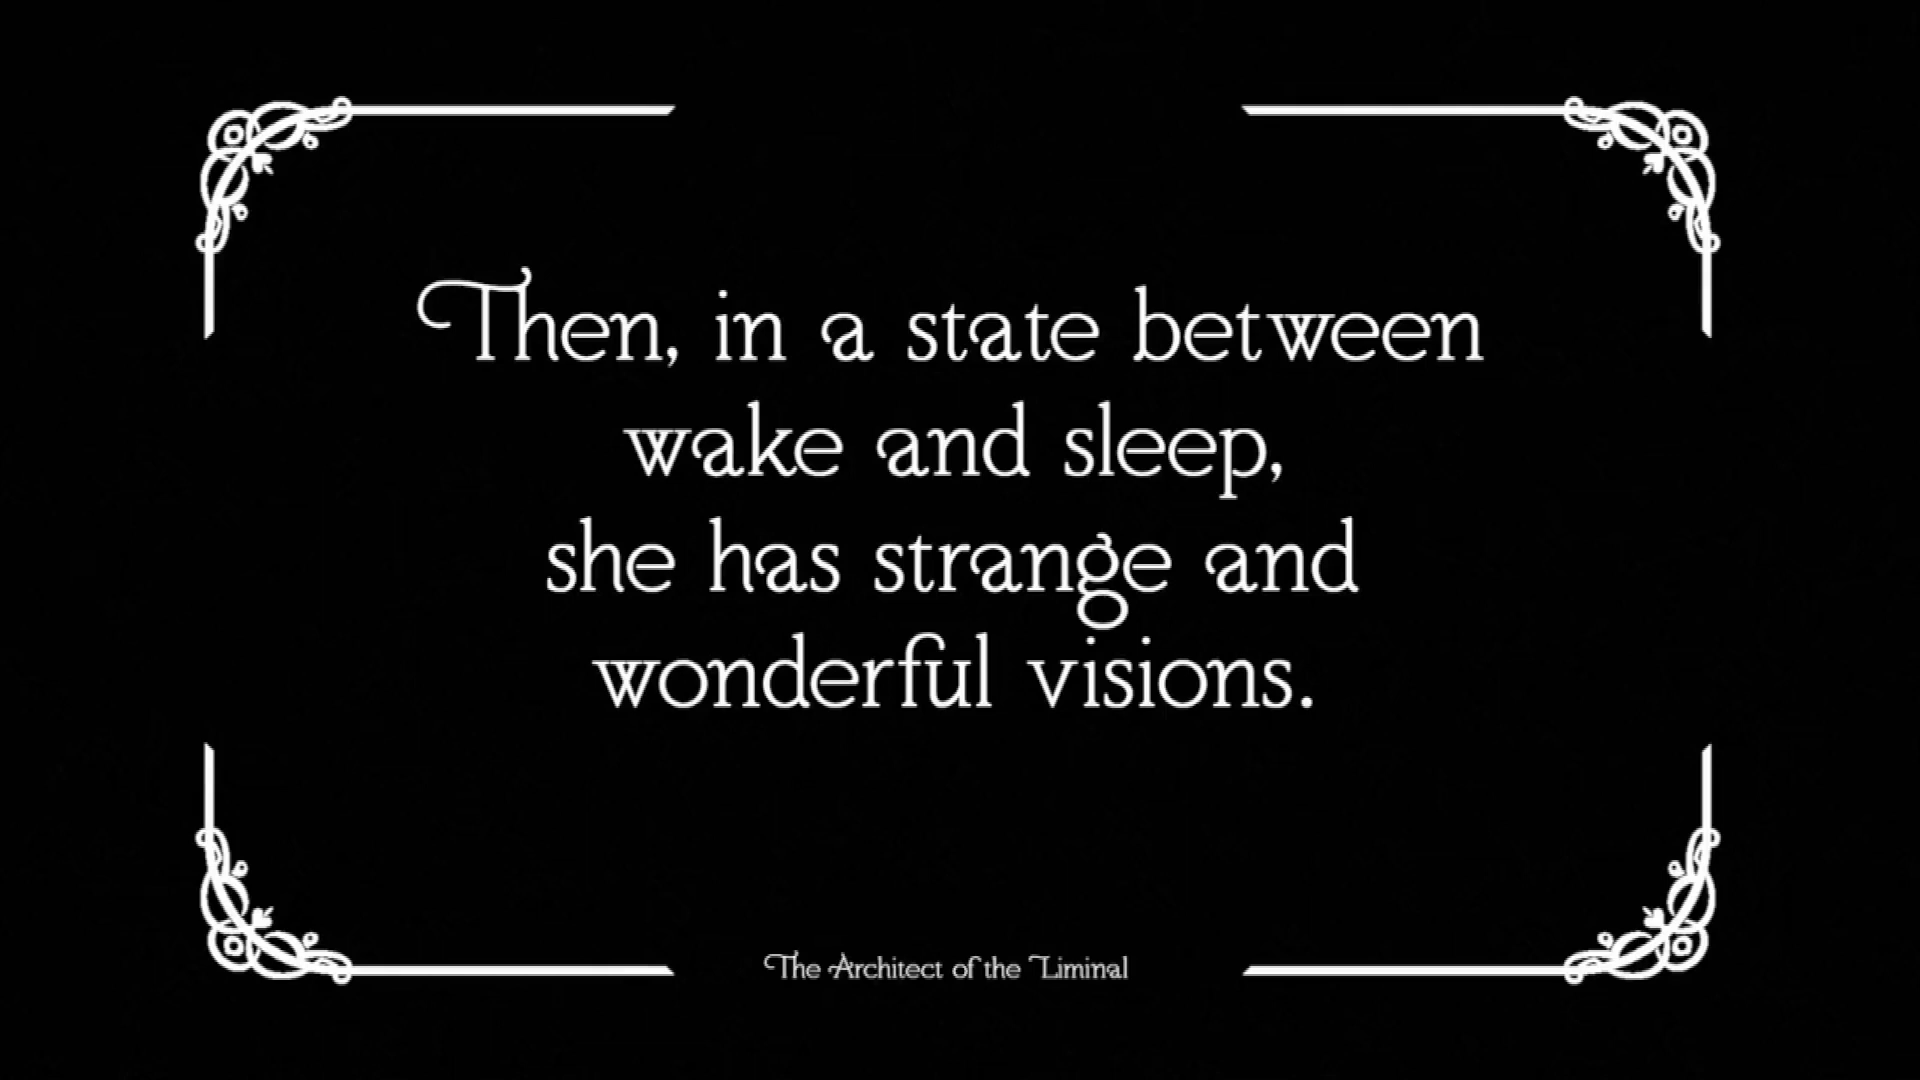 Then, in a state between
wake and sleep,
she has strange and
wonderful visions.
The Architect of the Liminal